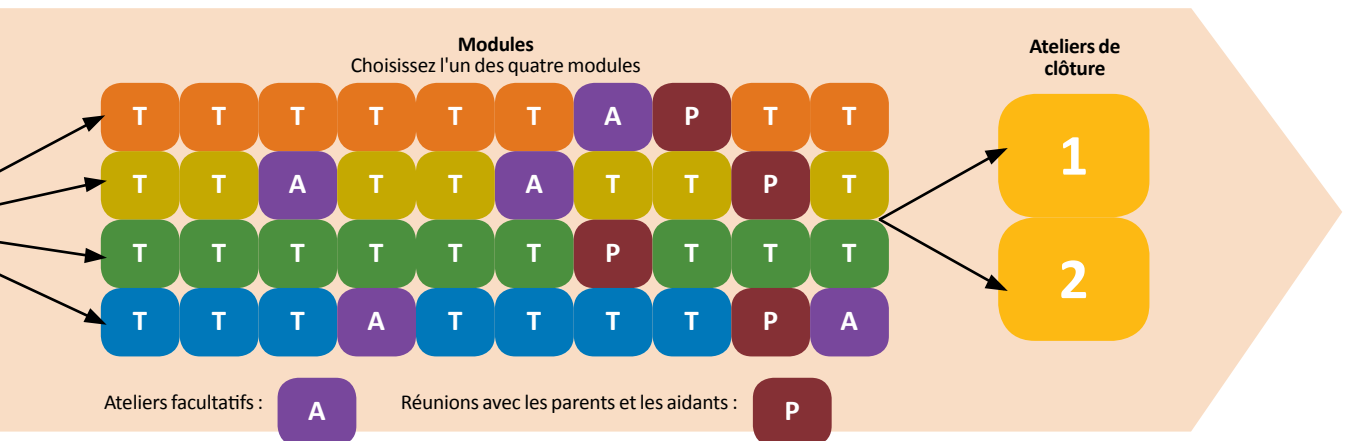 Modules
Choisissez l'un des quatre modules
Ateliers de
clôture
T T T T T T A P T T
T T A T T A T T P T
T T T T T T P T T T
T T T A T T T T P A
1
2
Ateliers facultatifs : A Réunions avec les parents et les aidants : P